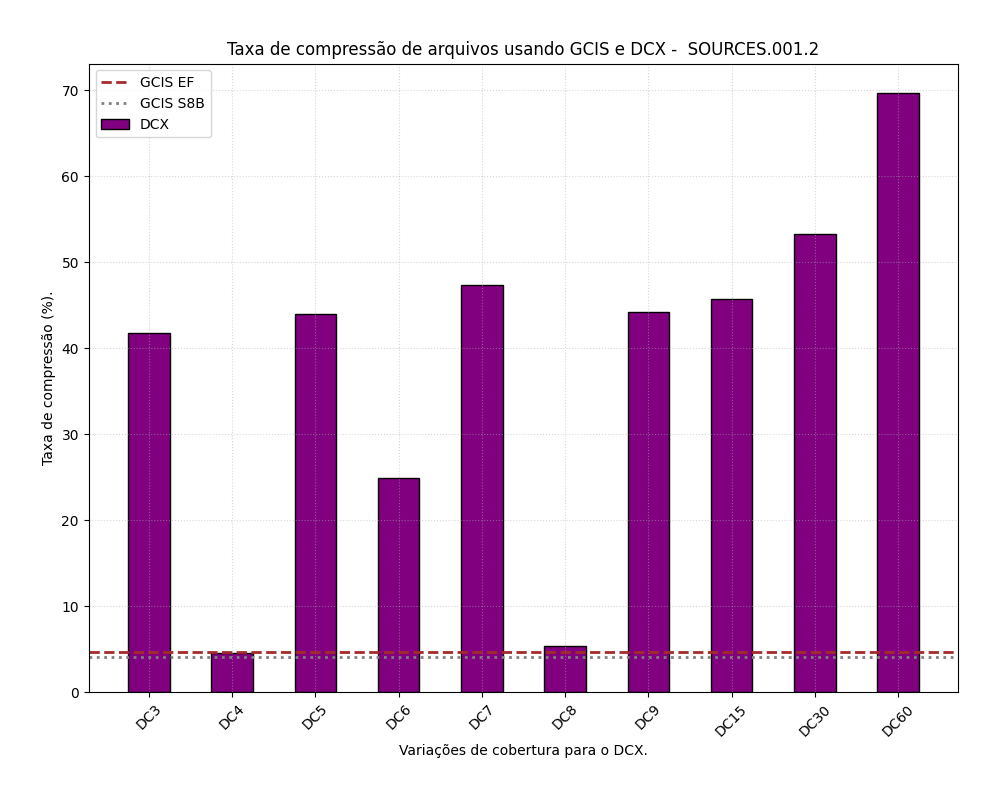 Taxa de compressão de arquivos usando GCIS e DCX -  SOURCES.001.2
GCIS EF
GCIS S8B
DCX
Taxa de compressão (%).
70
60
50
40
30
20
10
0
DC3 DC4 DC5 DC6 DC7 DC8 DC9 DC15 DC30 DC60
Variações de cobertura para o DCX.